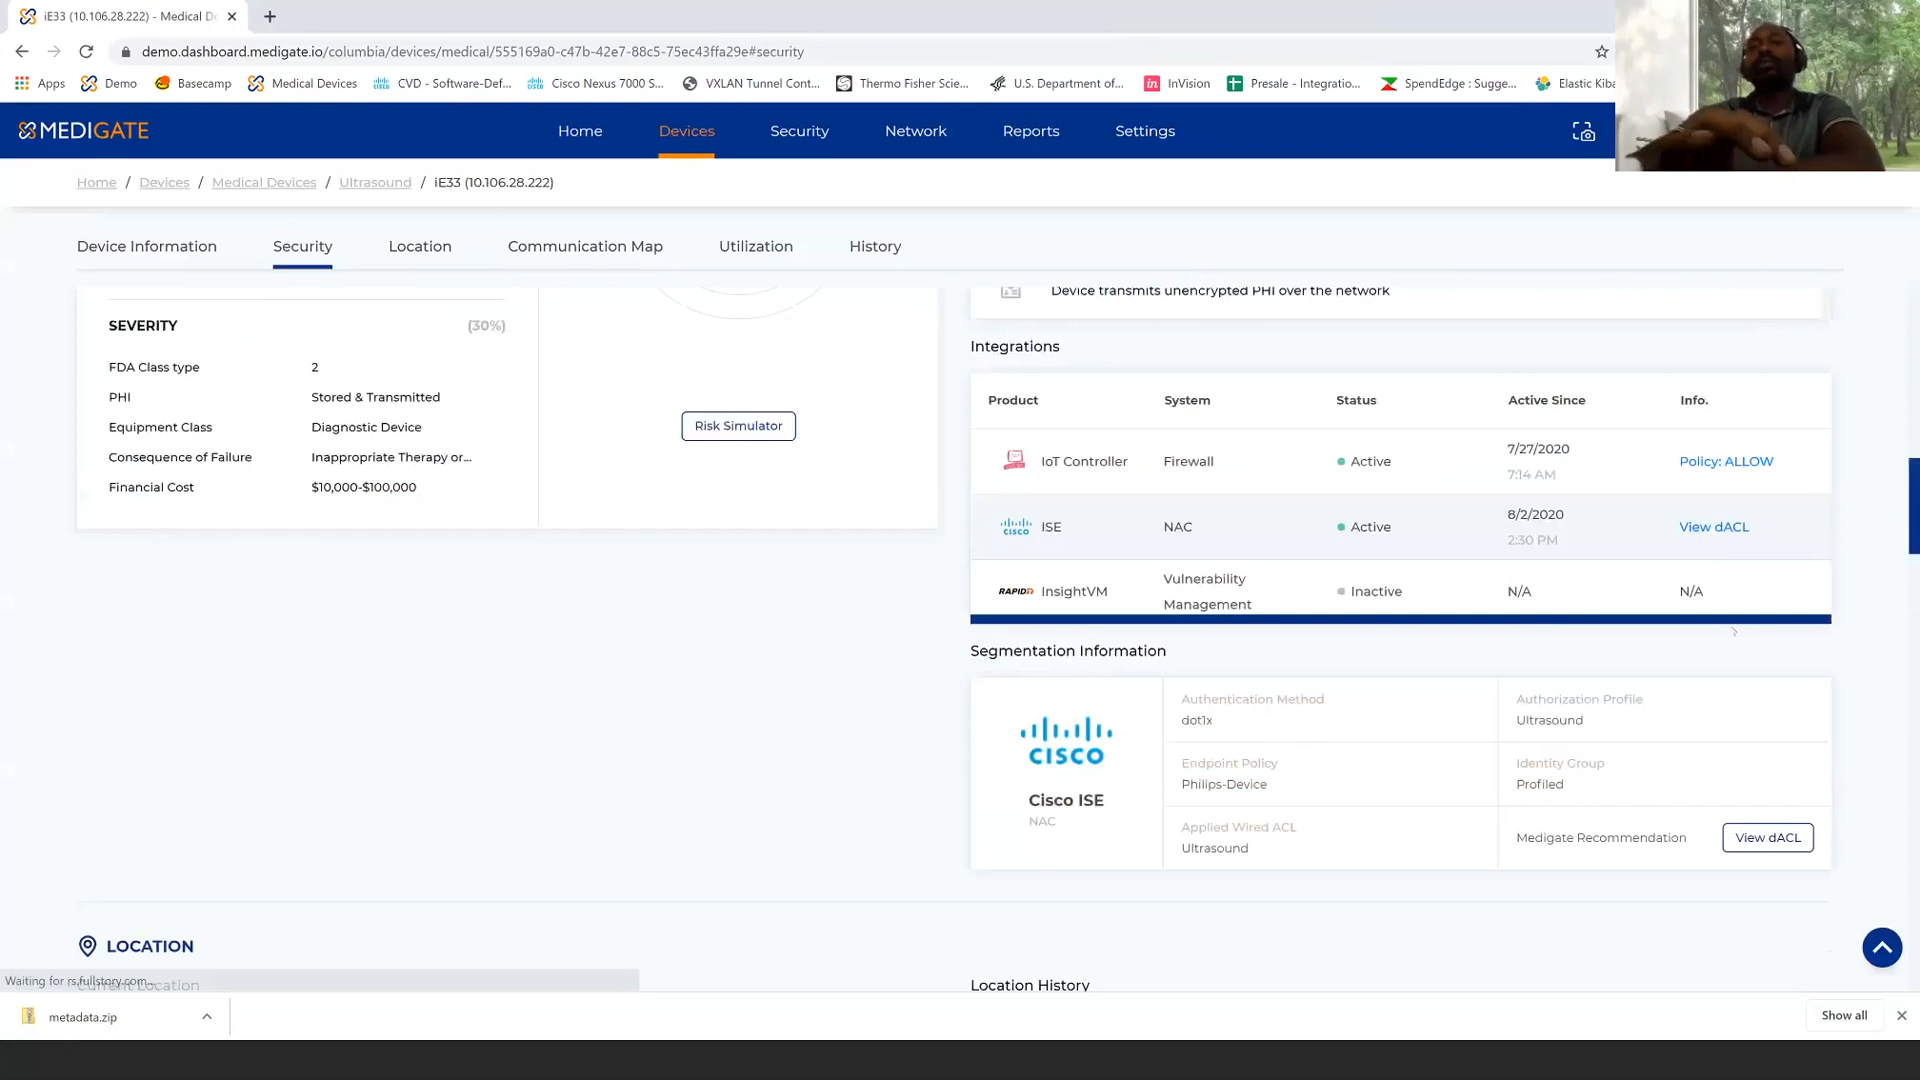 iE33 (10.106.28.222) - Medical D
demo.dashboard.medigate.io/columbia/devices/medical/555169a0-c47b-42e7-88c5-75ec43ffa29e#security
Apps
Demo
Basecamp
Medical Devices
CVD - Software-Def...
Cisco Nexus 7000 S...
VXLAN Tunnel Cont...
Thermo Fisher Scie...
U.S. Department of...
InVision
Presale - Integratio...
SpendEdge : Sugge...
Elastic Kiba
MEDIGATE
Home
Devices
Security
Network
Reports
Settings
Home / Devices / Medical Devices / Ultrasound / iE33 (10.106.28.222)
Device Information
Security
Location
Communication Map
Utilization
History
SEVERITY (30%)
FDA Class type 2
PHI Stored & Transmitted
Equipment Class Diagnostic Device
Consequence of Failure Inappropriate Therapy or...
Financial Cost $10,000-$100,000
Risk Simulator
Device transmits unencrypted PHI over the network
Integrations
Product System Status Active Since Info.
IoT Controller Firewall Active 7/27/2020 Policy: ALLOW
7:14 AM
CISCO ISE NAC Active 8/2/2020 View dACL
2:30 PM
RAPID7 InsightVM Vulnerability Inactive N/A N/A
Management
Segmentation Information
CISCO
Cisco ISE
NAC
Authentication Method
dot1x
Authorization Profile
Ultrasound
Endpoint Policy
Philips-Device
Identity Group
Profiled
Applied Wired ACL
Ultrasound
Medigate Recommendation
View dACL
LOCATION
Current Location
Location History
Waiting for rs.fullstory.com...
metadata.zip
Show all